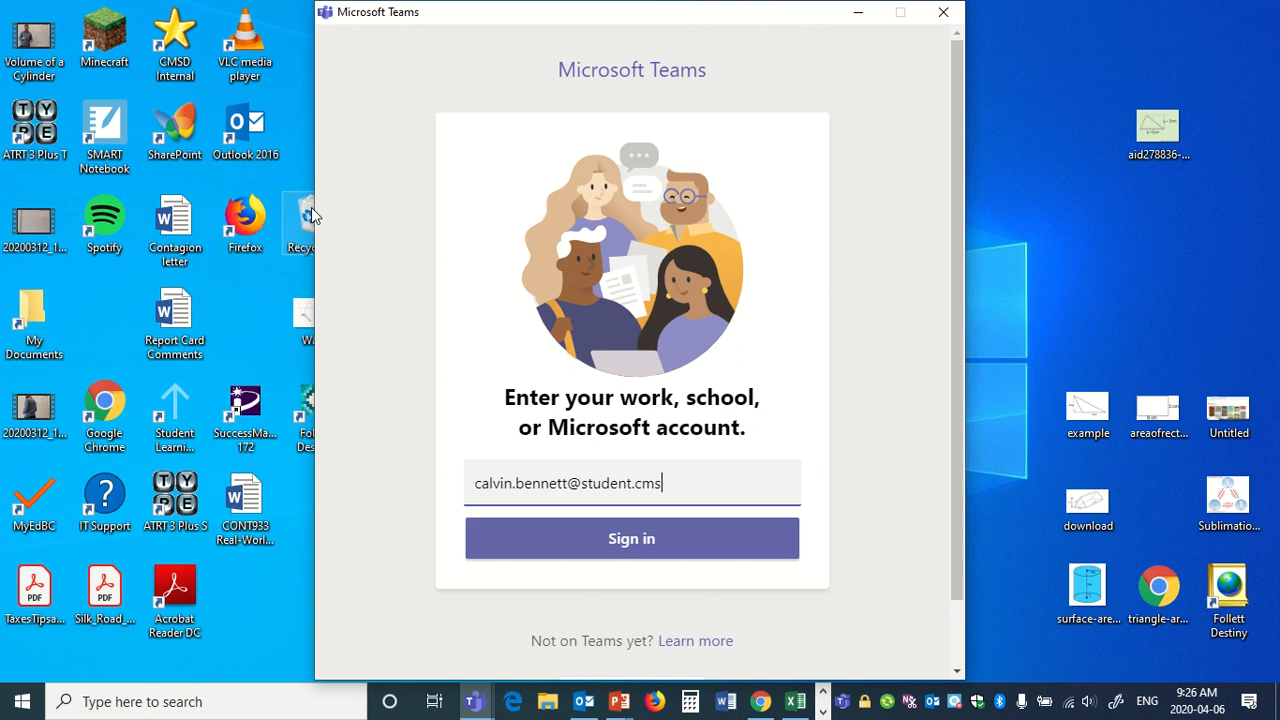 Microsoft Teams
Microsoft Teams
Enter your work, school,
or Microsoft account.
calvin.bennett@student.cms
Sign in
Not on Teams yet? Learn more
Volume of a
Cylinder
Minecraft
CMSD
Internal
VLC media
player
ATRT 3 Plus T
SMART
Notebook
SharePoint
Outlook 2016
20200312_1...
Spotify
Contagion
letter
Firefox
Recyc
My
Documents
Report Card
Comments
Wa
20200312_1...
Google
Chrome
Student
Learni...
SuccessMa...
172
Fol
Des
MyEdBC
IT Support
ATRT 3 Plus S
CONT933
Real-Worl...
TaxesTipsa...
Silk_Road_...
Acrobat
Reader DC
aid278836-...
example
areaofrect...
Untitled
download
Sublimatio...
surface-are...
triangle-ar...
Follett
Destiny
Type here to search
ENG
9:26 AM
2020-04-06